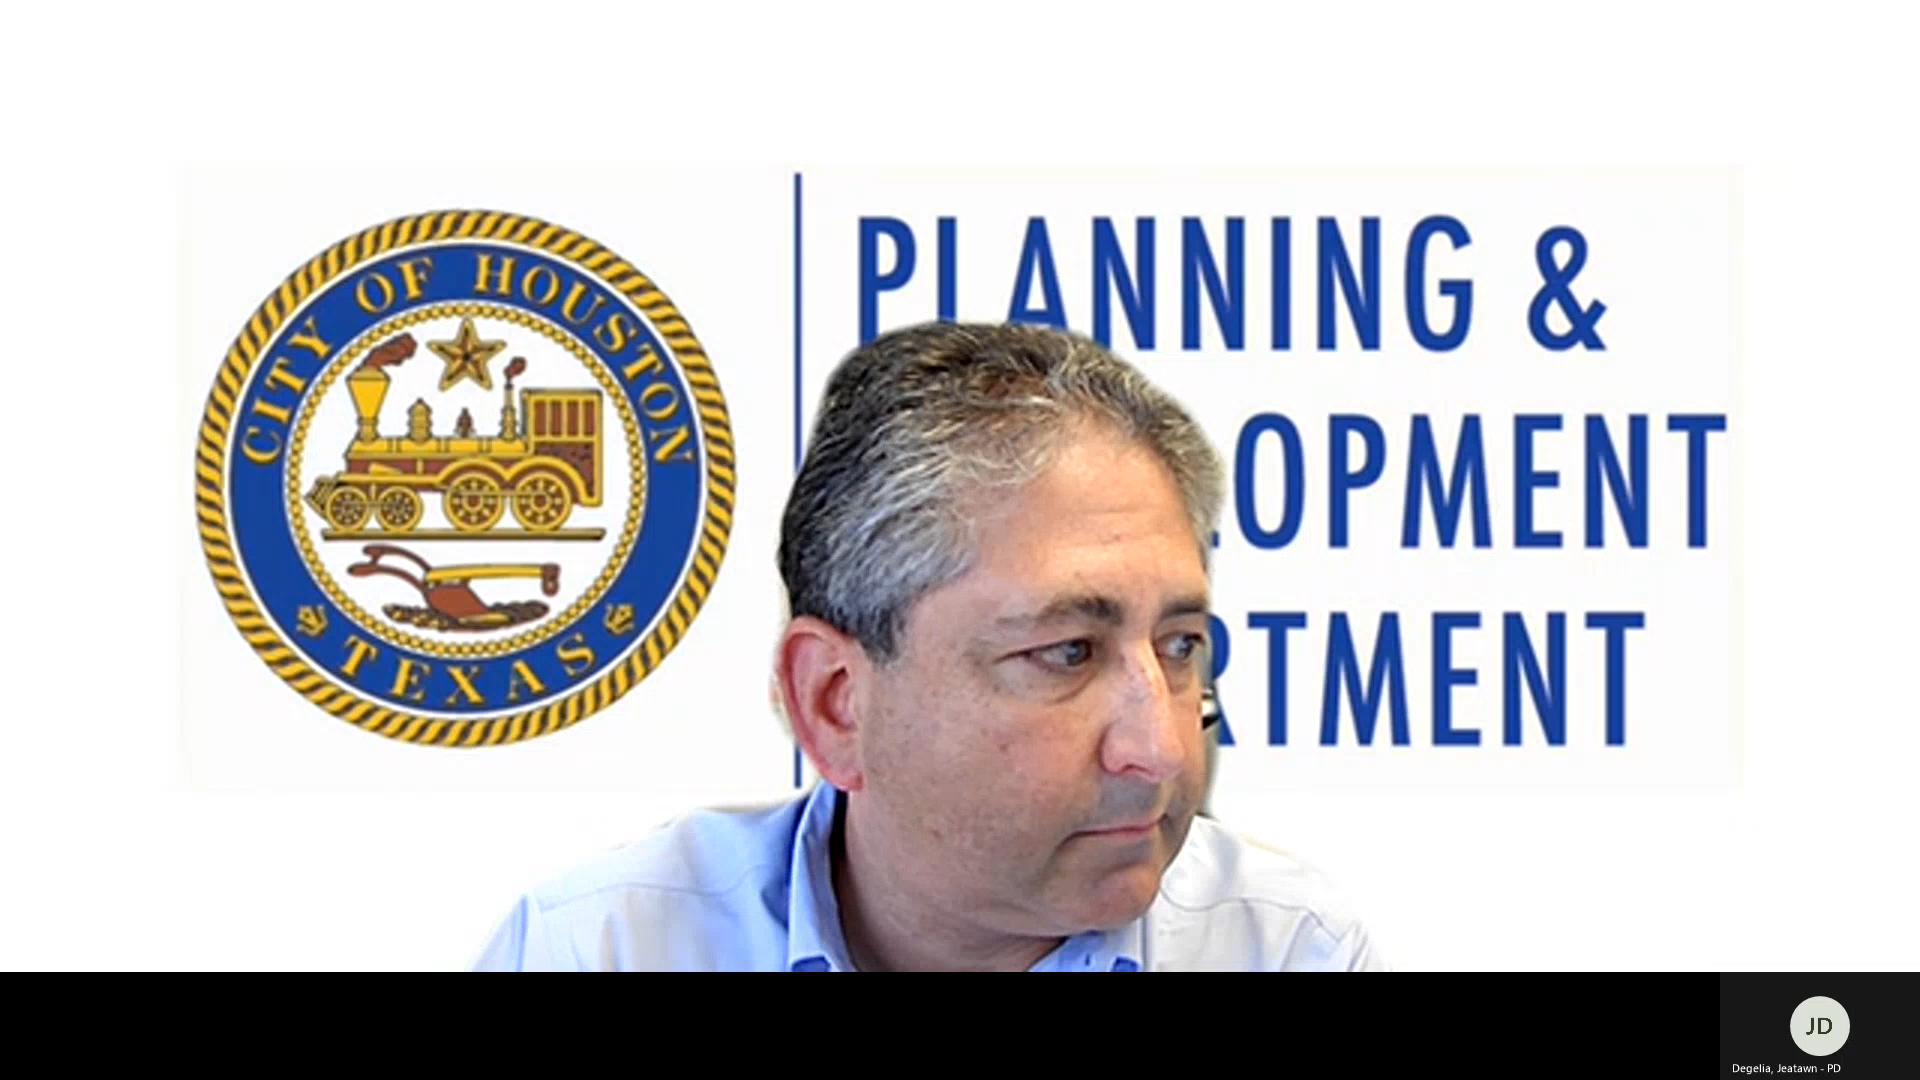 CITY OF HOUSTON
TEXAS
PLANNING &
OPMENT
RTMENT
JD
Degelia, Jeatawn - PD